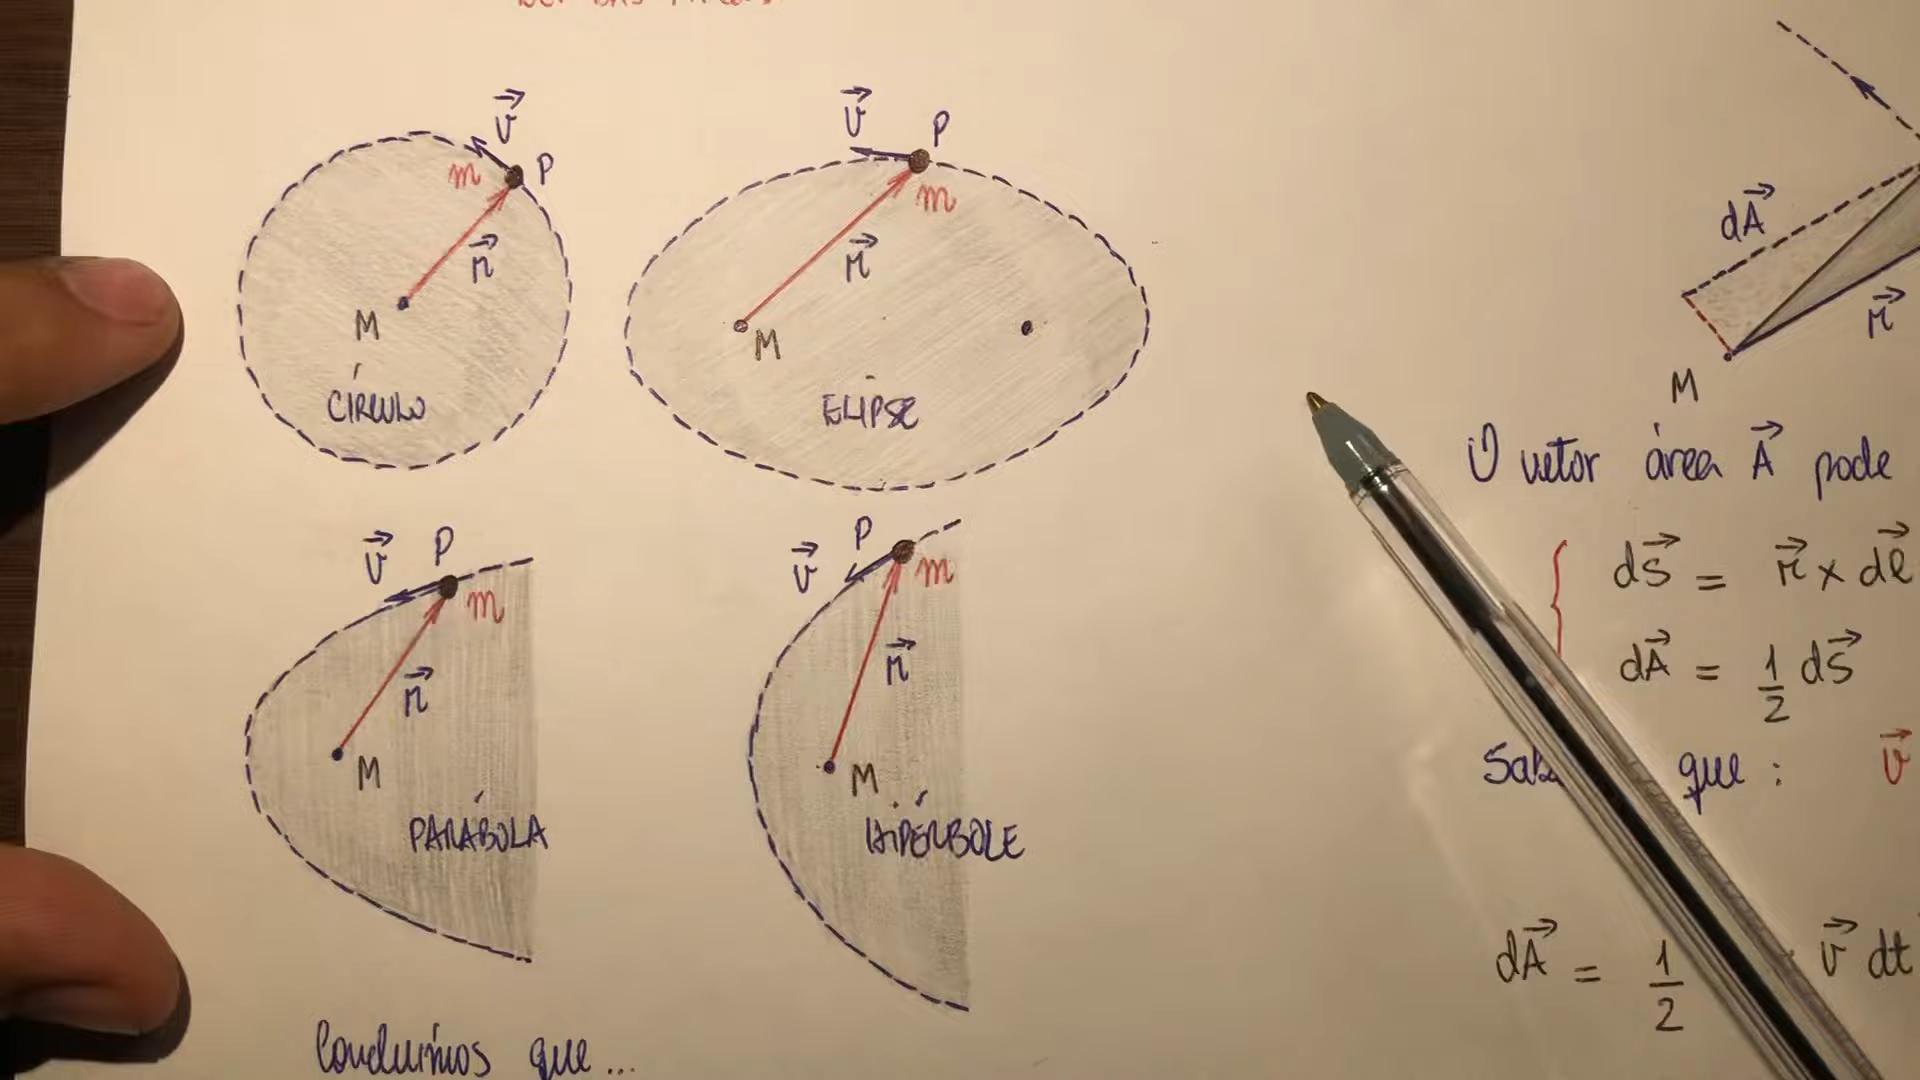 v⃗
P
m
r⃗
M
CÍRCULO
v⃗
P
m
r⃗
M
ELIPSE
v⃗
P
m
r⃗
M
PARÁBOLA
v⃗
P
m
r⃗
M
HIPÉRBOLE
Concluímos que...
dA⃗
r⃗
M
O vetor área A⃗ pode
dS⃗ = r⃗ x dℓ⃗
dA⃗ = 1/2 dS⃗
que : v⃗
dA⃗ = 1/2 v⃗ dt